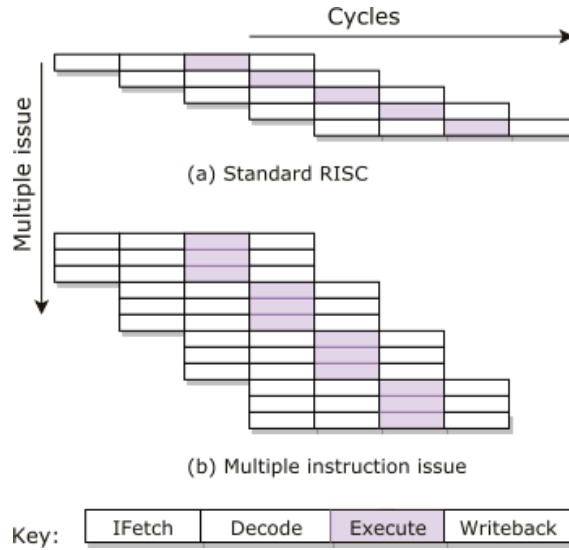 Cycles
Multiple issue
(a) Standard RISC
(b) Multiple instruction issue
Key: IFetch Decode Execute Writeback